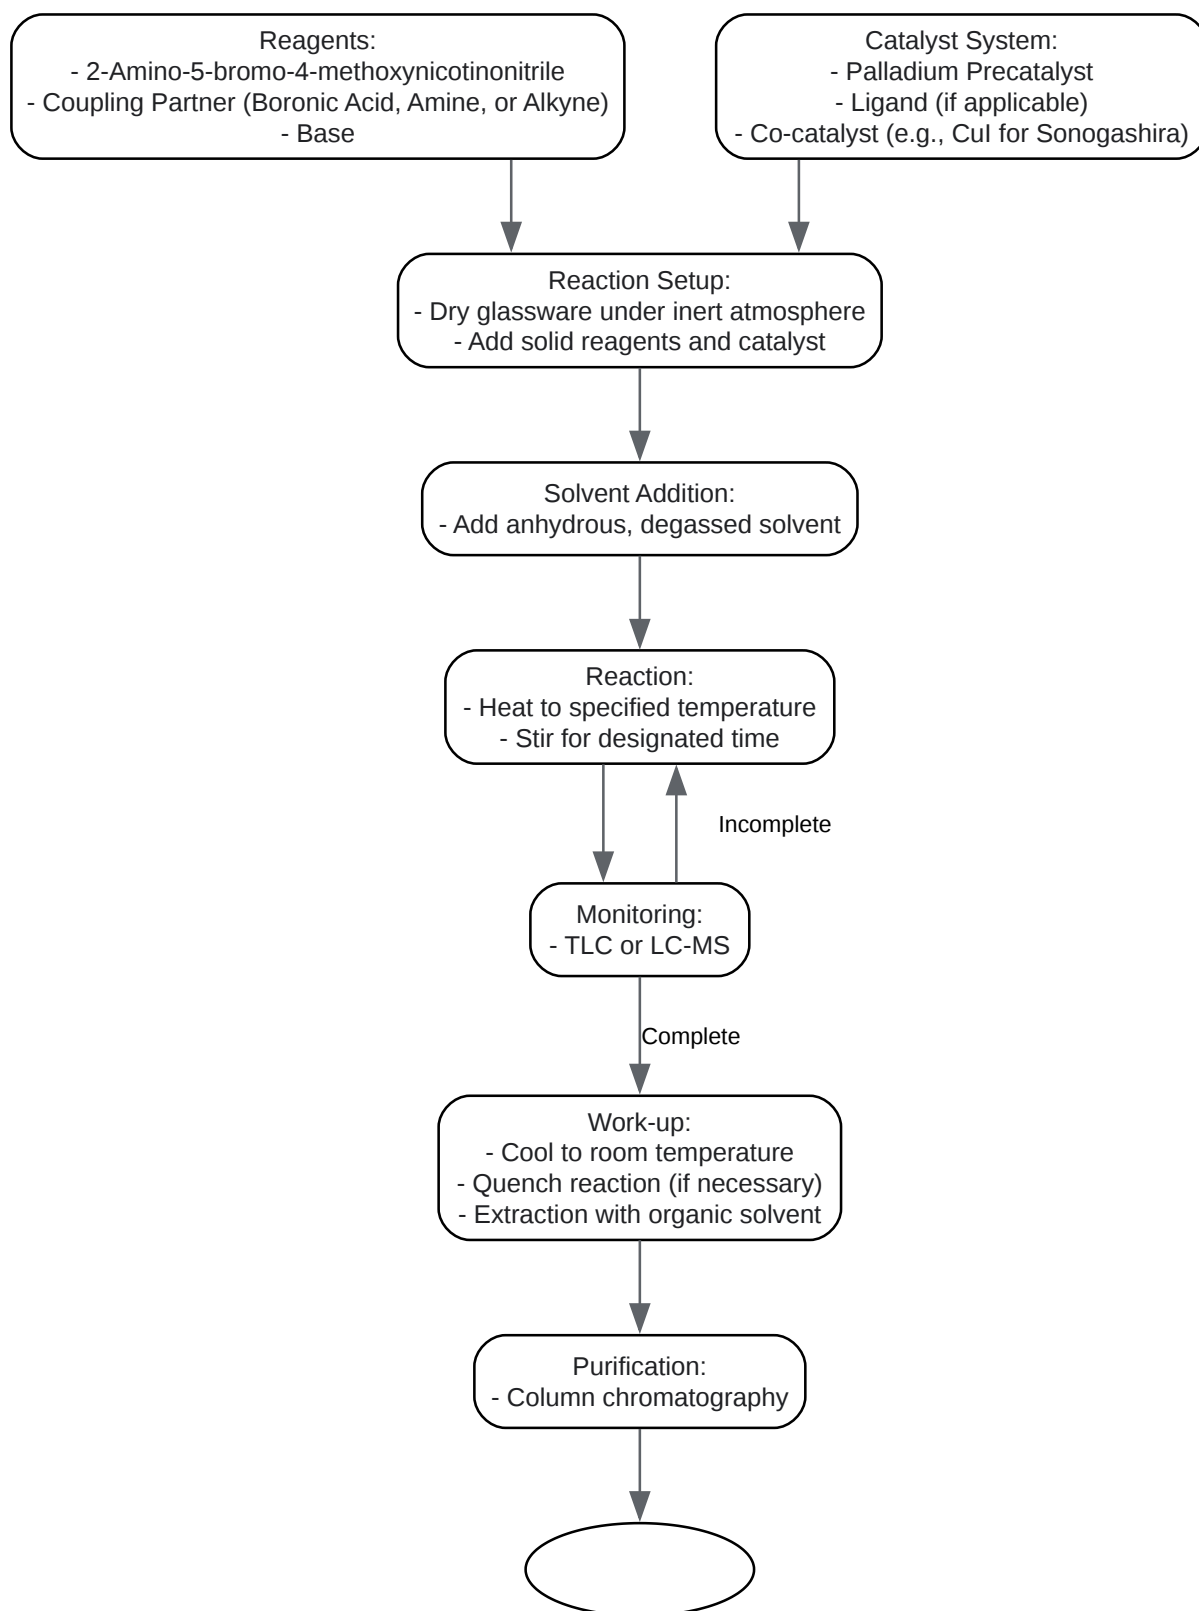 Reagents:
- 2-Amino-5-bromo-4-methoxynicotinonitrile
- Coupling Partner (Boronic Acid, Amine, or Alkyne)
- Base
Catalyst System:
- Palladium Precatalyst
- Ligand (if applicable)
- Co-catalyst (e.g., CuI for Sonogashira)
Reaction Setup:
- Dry glassware under inert atmosphere
- Add solid reagents and catalyst
Solvent Addition:
- Add anhydrous, degassed solvent
Reaction:
- Heat to specified temperature
- Stir for designated time
Incomplete
Monitoring:
- TLC or LC-MS
Complete
Work-up:
- Cool to room temperature
- Quench reaction (if necessary)
- Extraction with organic solvent
Purification:
- Column chromatography